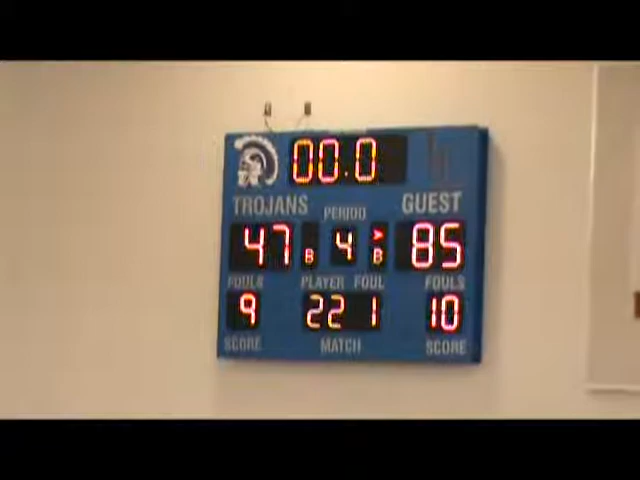 00.0
TROJANS PERIOD GUEST
47 B 4 B 85
FOULS PLAYER FOUL FOULS
9 22 1 10
SCORE MATCH SCORE